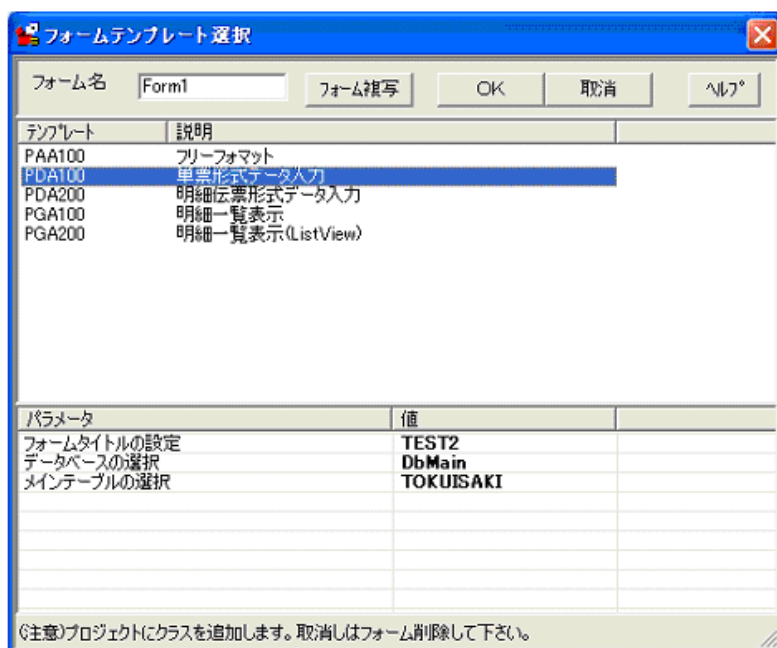 フォームテンプレート選択
フォーム名 Form1 フォーム複写 OK 取消 ヘルプ
テンプレート 説明
PAA100 フリーフォマット
PDA100 単票形式データ入力
PDA200 明細伝票形式データ入力
PGA100 明細一覧表示
PGA200 明細一覧表示(ListView)
パラメータ 値
フォームタイトルの設定 TEST2
データベースの選択 DbMain
メインテーブルの選択 TOKUISAKI
(注意)プロジェクトにクラスを追加します。取消しはフォーム削除して下さい。